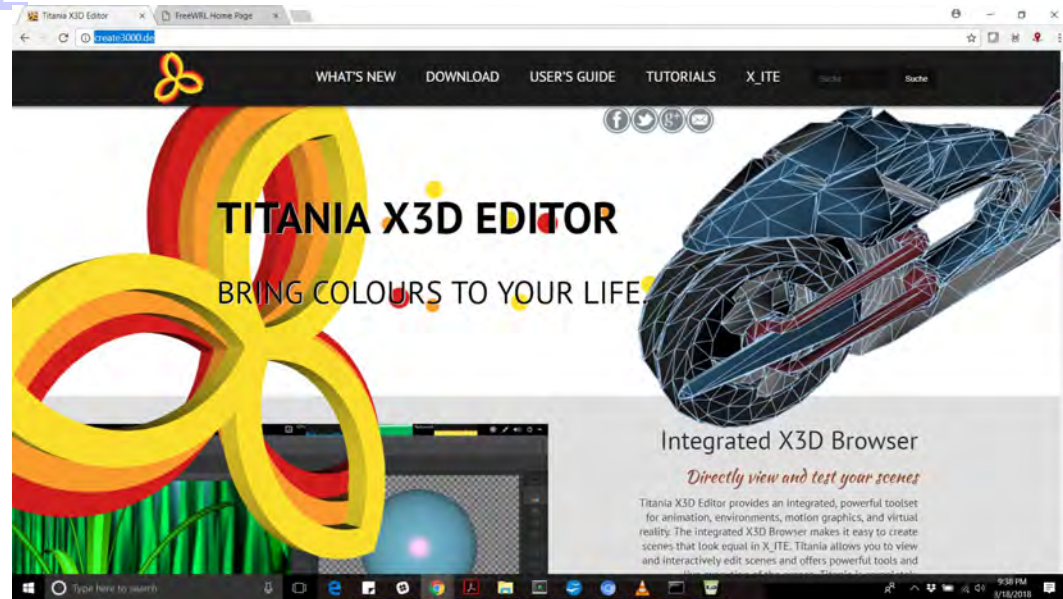 Titania X3D Editor
FreeWRL Home Page
create3000.de
WHAT'S NEW DOWNLOAD USER'S GUIDE TUTORIALS X_ITE Suche Suche
TITANIA X3D EDITOR
BRING COLOURS TO YOUR LIFE.
Integrated X3D Browser
Directly view and test your scenes
Titania X3D Editor provides an integrated, powerful toolset
for animation, environments, motion graphics, and virtual
reality. The integrated X3D Browser makes it easy to create
scenes that look equal in X_ITE. Titania allows you to view
and interactively edit scenes and offers powerful tools and
Type here to search
9:38 PM
3/18/2018